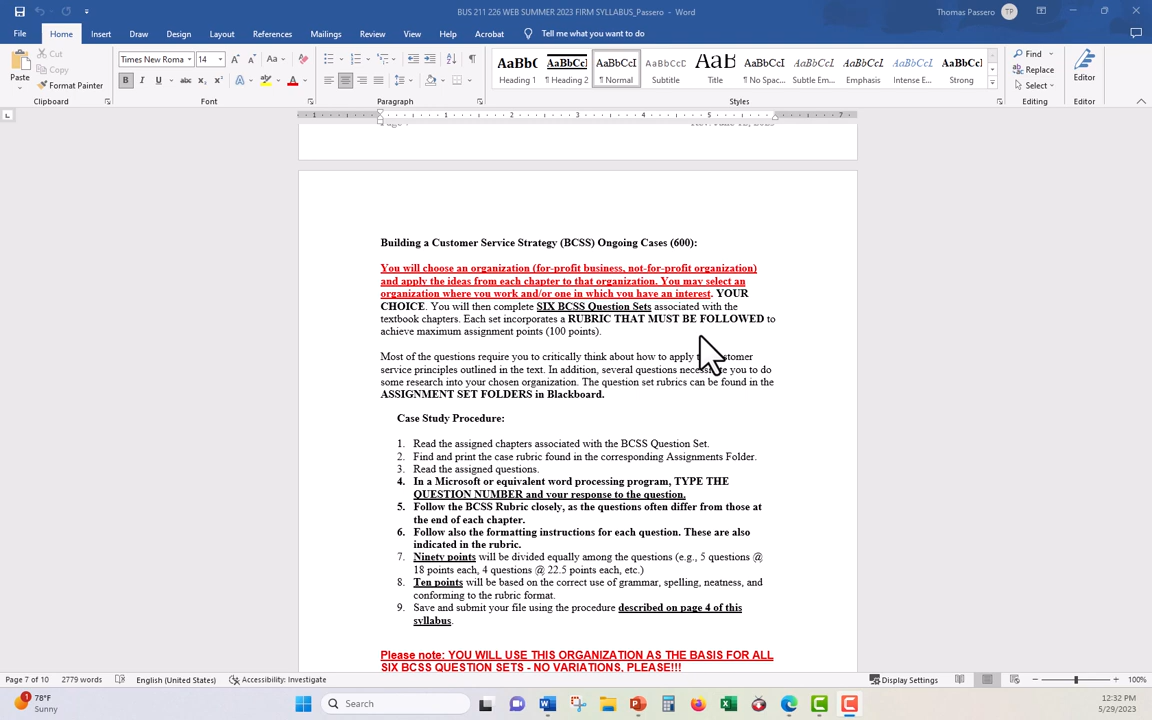 BUS 211 226 WEB SUMMER 2023 FIRM SYLLABUS_Passero - Word
Thomas Passero TP
File Home Insert Draw Design Layout References Mailings Review View Help Acrobat Tell me what you want to do
Paste
Cut
Copy
Format Painter
Clipboard
Times New Roma 14
B I U
Font
Paragraph
AaBb( AaBbCcI AaBbCcI AaBbCcD AaB AaBbCcI AaBbCcI AaBbCcI AaBbCcI AaBbCcI
Heading 1 ¶ Heading 2 ¶ Normal Subtitle Title ¶ No Spac... Subtle Em... Emphasis Intense E... Strong
Styles
Find
Replace
Select
Editing
Editor
Editor
Building a Customer Service Strategy (BCSS) Ongoing Cases (600):
You will choose an organization (for-profit business, not-for-profit organization)
and apply the ideas from each chapter to that organization. You may select an
organization where you work and/or one in which you have an interest. YOUR
CHOICE. You will then complete SIX BCSS Question Sets associated with the
textbook chapters. Each set incorporates a RUBRIC THAT MUST BE FOLLOWED to
achieve maximum assignment points (100 points).
Most of the questions require you to critically think about how to apply
service principles outlined in the text. In addition, several questions you to do
some research into your chosen organization. The question set rubrics can be found in the
ASSIGNMENT SET FOLDERS in Blackboard.
Case Study Procedure:
1. Read the assigned chapters associated with the BCSS Question Set.
2. Find and print the case rubric found in the corresponding Assignments Folder.
3. Read the assigned questions.
4. In a Microsoft or equivalent word processing program, TYPE THE
QUESTION NUMBER and your response to the question.
5. Follow the BCSS Rubric closely, as the questions often differ from those at
the end of each chapter.
6. Follow also the formatting instructions for each question. These are also
indicated in the rubric.
7. Ninety points will be divided equally among the questions (e.g., 5 questions @
18 points each, 4 questions @ 22.5 points each, etc.)
8. Ten points will be based on the correct use of grammar, spelling, neatness, and
conforming to the rubric format.
9. Save and submit your file using the procedure described on page 4 of this
syllabus.
Please note: YOU WILL USE THIS ORGANIZATION AS THE BASIS FOR ALL
SIX BCSS QUESTION SETS - NO VARIATIONS, PLEASE!!!
Page 7 of 10 2779 words English (United States) Accessibility: Investigate Display Settings 100%
78°F
Sunny
Search
12:32 PM
5/29/2023